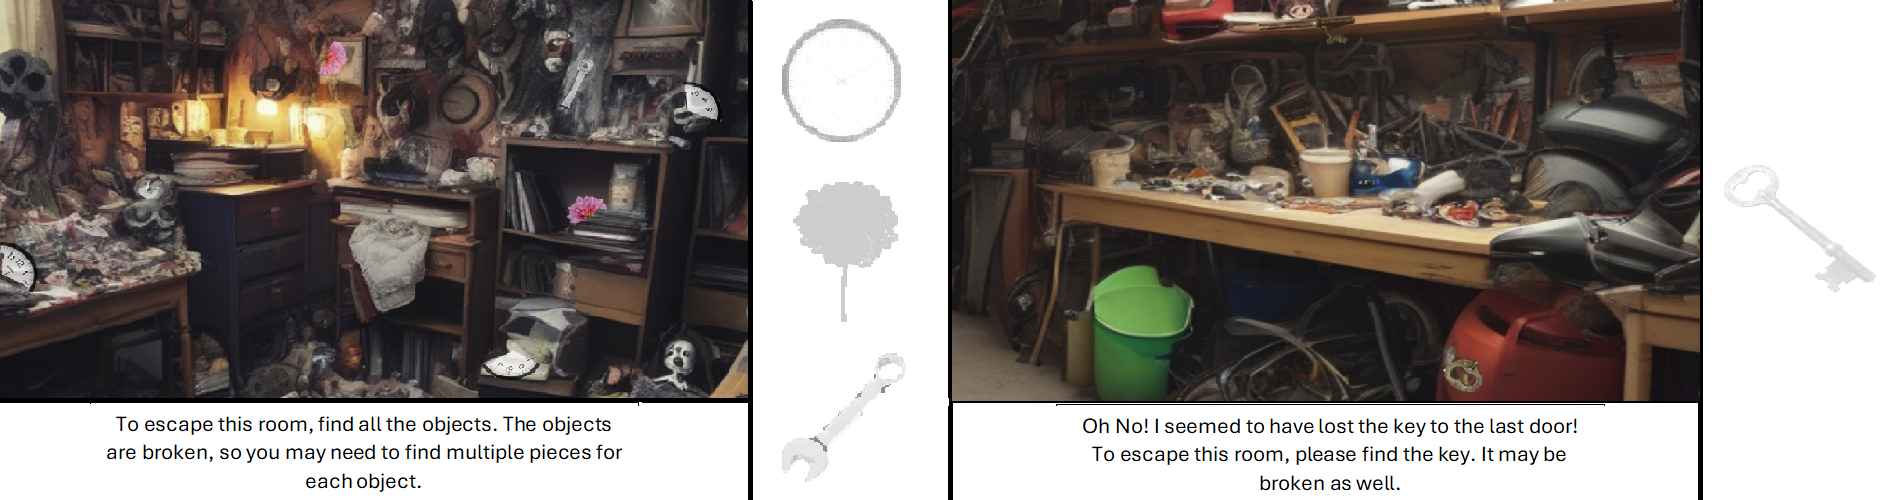 To escape this room, find all the objects. The objects
are broken, so you may need to find multiple pieces for
each object.
Oh No! I seemed to have lost the key to the last door!
To escape this room, please find the key. It may be
broken as well.